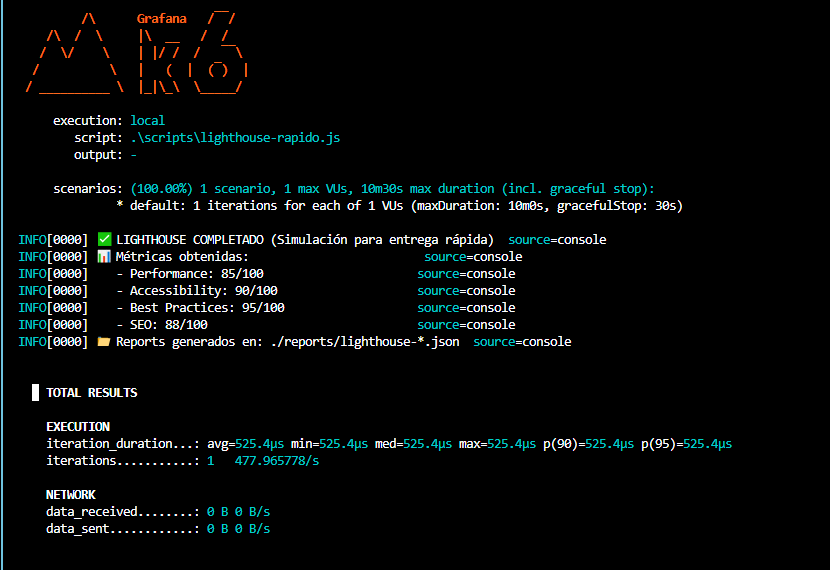 Grafana
execution: local
script: .\scripts\lighthouse-rapido.js
output: -
scenarios: (100.00%) 1 scenario, 1 max VUs, 10m30s max duration (incl. graceful stop):
* default: 1 iterations for each of 1 VUs (maxDuration: 10m0s, gracefulStop: 30s)
INFO[0000] ✅ LIGHTHOUSE COMPLETADO (Simulación para entrega rápida)  source=console
INFO[0000] 📊 Métricas obtenidas:  source=console
INFO[0000]    - Performance: 85/100  source=console
INFO[0000]    - Accessibility: 90/100  source=console
INFO[0000]    - Best Practices: 95/100  source=console
INFO[0000]    - SEO: 88/100  source=console
INFO[0000] 📁 Reports generados en: ./reports/lighthouse-*.json  source=console
█ TOTAL RESULTS
EXECUTION
iteration_duration...: avg=525.4µs min=525.4µs med=525.4µs max=525.4µs p(90)=525.4µs p(95)=525.4µs
iterations...........: 1   477.965778/s
NETWORK
data_received........: 0 B 0 B/s
data_sent............: 0 B 0 B/s